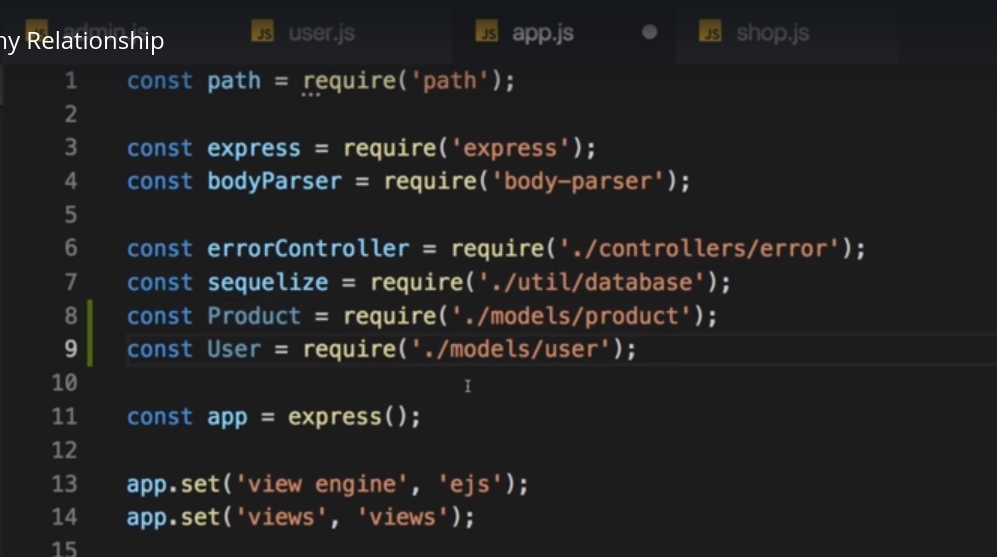 ny Relationship
admin.js
JS user.js
JS app.js
JS shop.js
1 const path = require('path');
2
3 const express = require('express');
4 const bodyParser = require('body-parser');
5
6 const errorController = require('./controllers/error');
7 const sequelize = require('./util/database');
8 const Product = require('./models/product');
9 const User = require('./models/user');
10
11 const app = express();
12
13 app.set('view engine', 'ejs');
14 app.set('views', 'views');
15